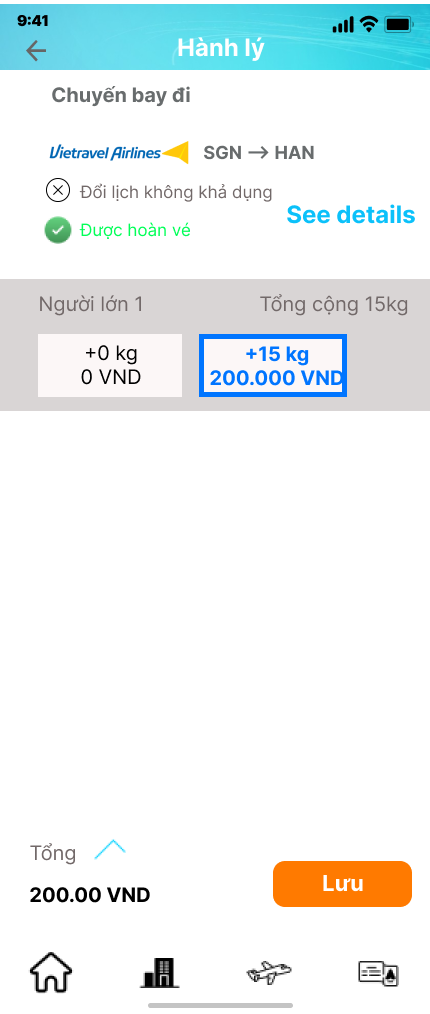 9:41
Hành lý
Chuyến bay đi
Vietravel Airlines SGN → HAN
Đổi lịch không khả dụng
See details
Được hoàn vé
Người lớn 1 Tổng cộng 15kg
+0 kg
0 VND
+15 kg
200.000 VND
Tổng
200.00 VND
Lưu